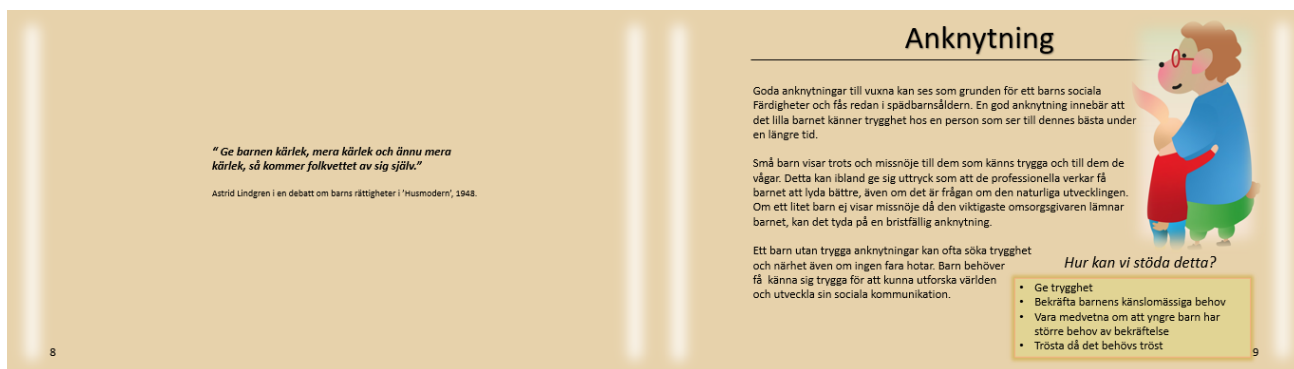 “ Ge barnen kärlek, mera kärlek och ännu mera
kärlek, så kommer folkvettet av sig själv.”
Astrid Lindgren i en debatt om barns rättigheter i ’Husmodern’, 1948.
8
Anknytning
Goda anknytningar till vuxna kan ses som grunden för ett barns sociala
Färdigheter och fås redan i spädbarnsåldern. En god anknytning innebär att
det lilla barnet känner trygghet hos en person som ser till dennes bästa under
en längre tid.
Små barn visar trots och missnöje till dem som känns trygga och till dem de
vågar. Detta kan ibland ge sig uttryck som att de professionella verkar få
barnet att lyda bättre, även om det är frågan om den naturliga utvecklingen.
Om ett litet barn ej visar missnöje då den viktigaste omsorgsgivaren lämnar
barnet, kan det tyda på en bristfällig anknytning.
Ett barn utan trygga anknytningar kan ofta söka trygghet
och närhet även om ingen fara hotar. Barn behöver
få känna sig trygga för att kunna utforska världen
och utveckla sin sociala kommunikation.
Hur kan vi stöda detta?
• Ge trygghet
• Bekräfta barnens känslomässiga behov
• Vara medvetna om att yngre barn har
större behov av bekräftelse
• Trösta då det behövs tröst
9